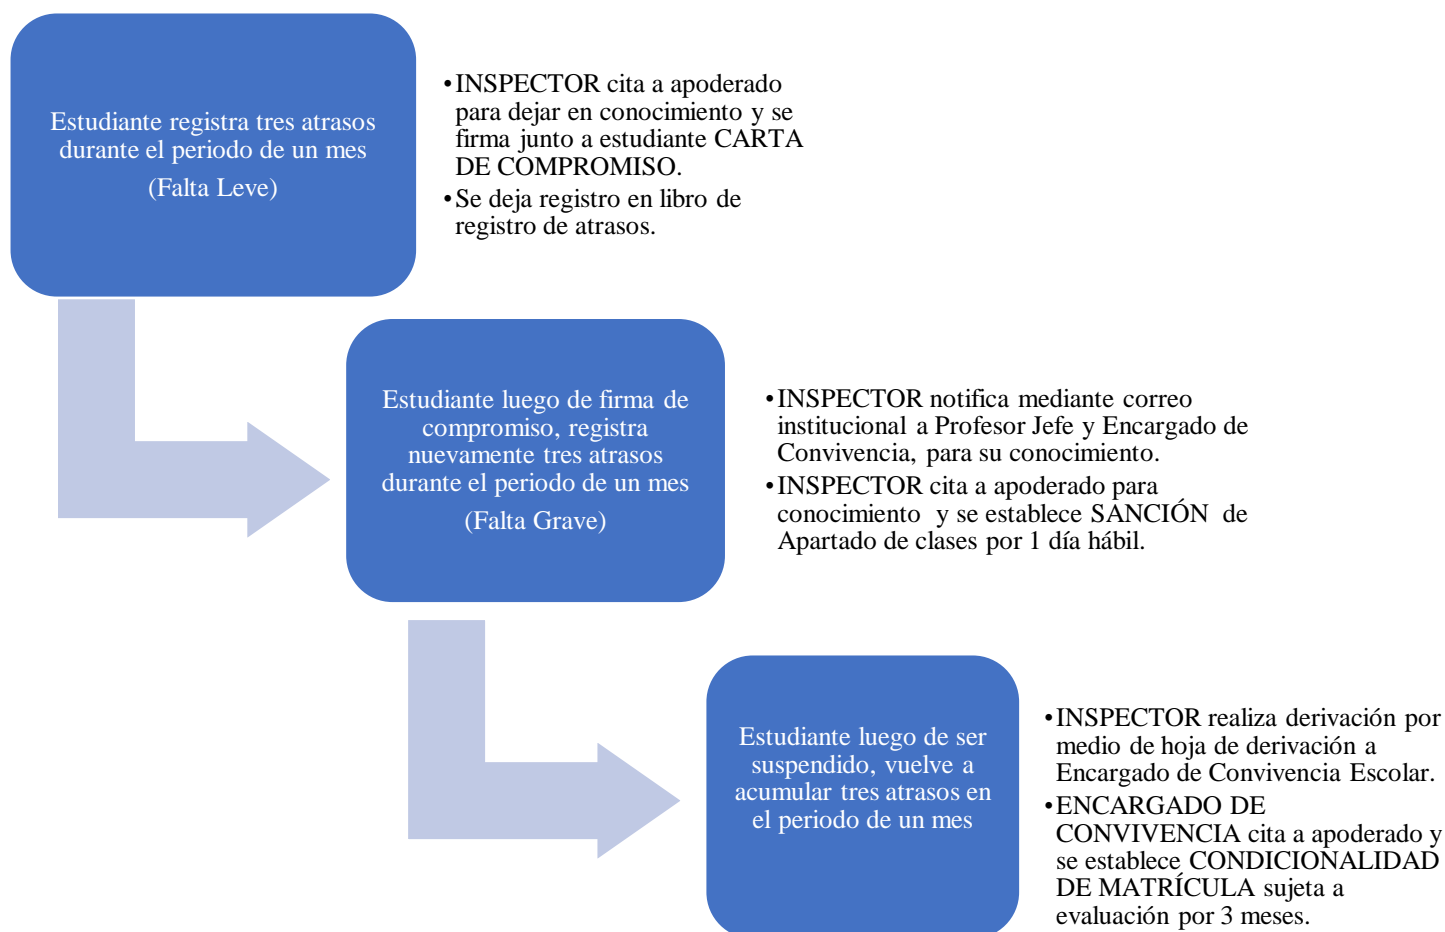 Estudiante registra tres atrasos
durante el periodo de un mes
(Falta Leve)
•INSPECTOR cita a apoderado
para dejar en conocimiento y se
firma junto a estudiante CARTA
DE COMPROMISO.
•Se deja registro en libro de
registro de atrasos.
Estudiante luego de firma de
compromiso, registra
nuevamente tres atrasos
durante el periodo de un mes
(Falta Grave)
•INSPECTOR notifica mediante correo
institucional a Profesor Jefe y Encargado de
Convivencia, para su conocimiento.
•INSPECTOR cita a apoderado para
conocimiento y se establece SANCIÓN de
Apartado de clases por 1 día hábil.
Estudiante luego de ser
suspendido, vuelve a
acumular tres atrasos en
el periodo de un mes
•INSPECTOR realiza derivación por
medio de hoja de derivación a
Encargado de Convivencia Escolar.
•ENCARGADO DE
CONVIVENCIA cita a apoderado y
se establece CONDICIONALIDAD
DE MATRÍCULA sujeta a
evaluación por 3 meses.